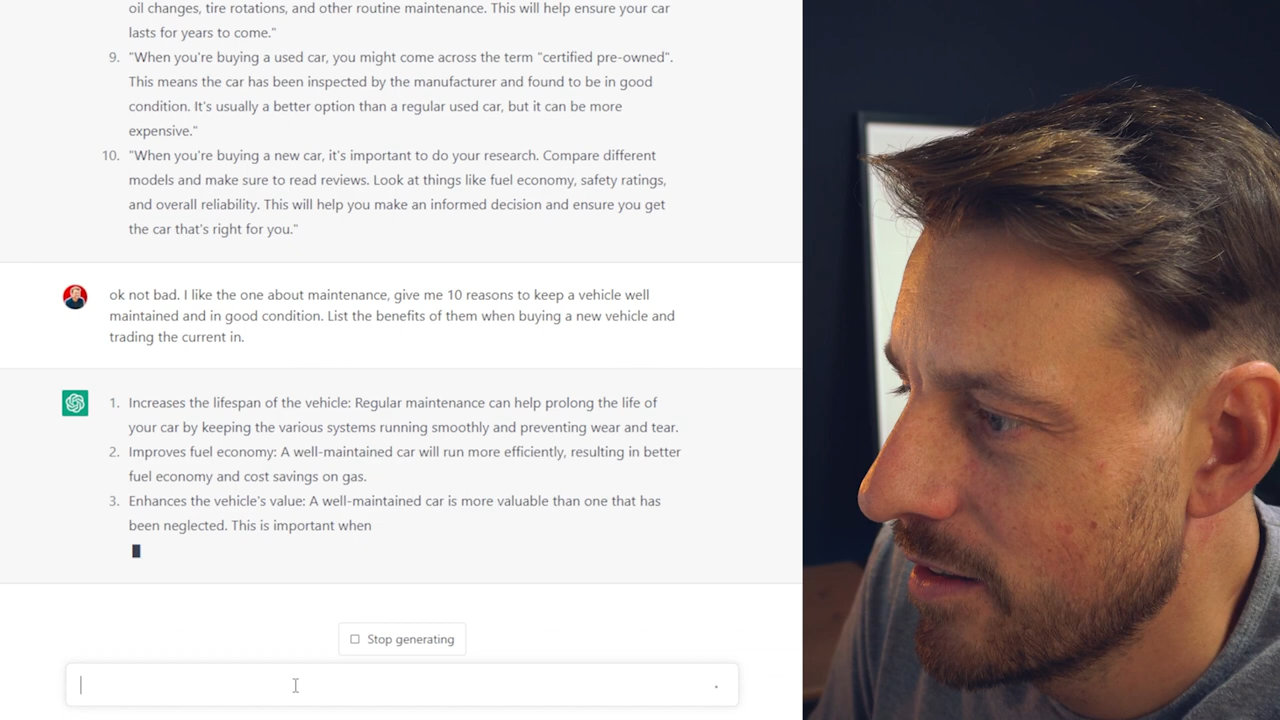 oil changes, tire rotations, and other routine maintenance. This will help ensure your car
lasts for years to come."
9. "When you're buying a used car, you might come across the term "certified pre-owned".
This means the car has been inspected by the manufacturer and found to be in good
condition. It's usually a better option than a regular used car, but it can be more
expensive."
10. "When you're buying a new car, it's important to do your research. Compare different
models and make sure to read reviews. Look at things like fuel economy, safety ratings,
and overall reliability. This will help you make an informed decision and ensure you get
the car that's right for you."
ok not bad. I like the one about maintenance, give me 10 reasons to keep a vehicle well
maintained and in good condition. List the benefits of them when buying a new vehicle and
trading the current in.
1. Increases the lifespan of the vehicle: Regular maintenance can help prolong the life of
your car by keeping the various systems running smoothly and preventing wear and tear.
2. Improves fuel economy: A well-maintained car will run more efficiently, resulting in better
fuel economy and cost savings on gas.
3. Enhances the vehicle's value: A well-maintained car is more valuable than one that has
been neglected. This is important when
Stop generating